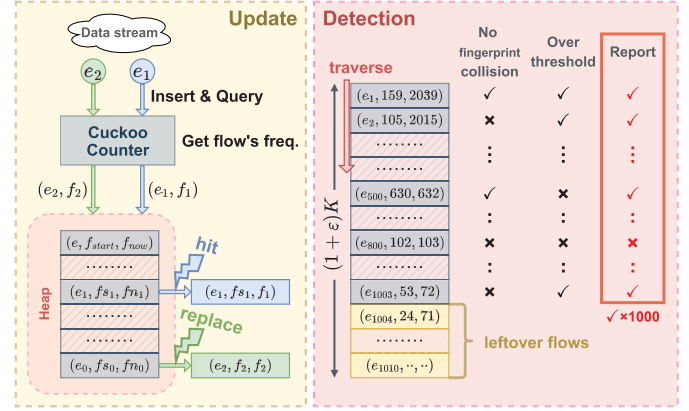 Update
Data stream
e₂
e₁
Insert & Query
Cuckoo
Counter
Get flow's freq.
(e₂, f₂)
(e₁, f₁)
Heap
(e, f_start, f_now)
········
(e₁, fs₁, fn₁)
········
········
(e₀, fs₀, fn₀)
hit
(e₁, fs₁, f₁)
replace
(e₂, f₂, f₂)
Detection
No
fingerprint
collision
Over
threshold
Report
traverse
(1 + ε)K
(e₁, 159, 2039) ✓ ✓ ✓
(e₂, 105, 2015) ✖ ✓ ✓
········
········
⋮ ⋮ ⋮
(e₅₀₀, 630, 632) ✓ ✖ ✓
········ ⋮ ⋮ ⋮
(e₈₀₀, 102, 103) ✖ ✖ ✖
········ ⋮ ⋮ ⋮
(e₁₀₀₃, 53, 72) ✖ ✓ ✓
(e₁₀₀₄, 24, 71)
········
(e₁₀₁₀, ··, ··)
✓×1000
leftover flows